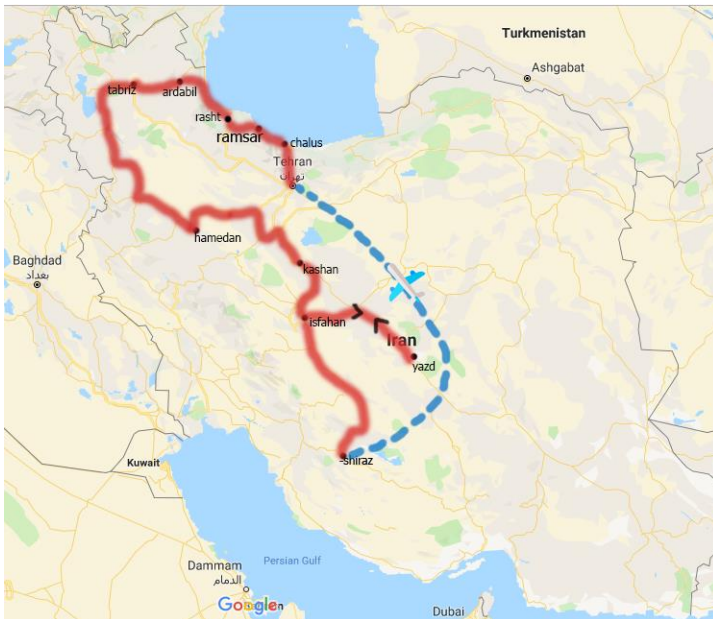 Turkmenistan
Ashgabat
tabriz
ardabil
rasht
ramsar
chalus
Tehran
تهران
hamedan
Baghdad
بغداد
kashan
isfahan
Iran
yazd
-shiraz
Kuwait
Persian Gulf
Dammam
الدمام
Google
Dubai